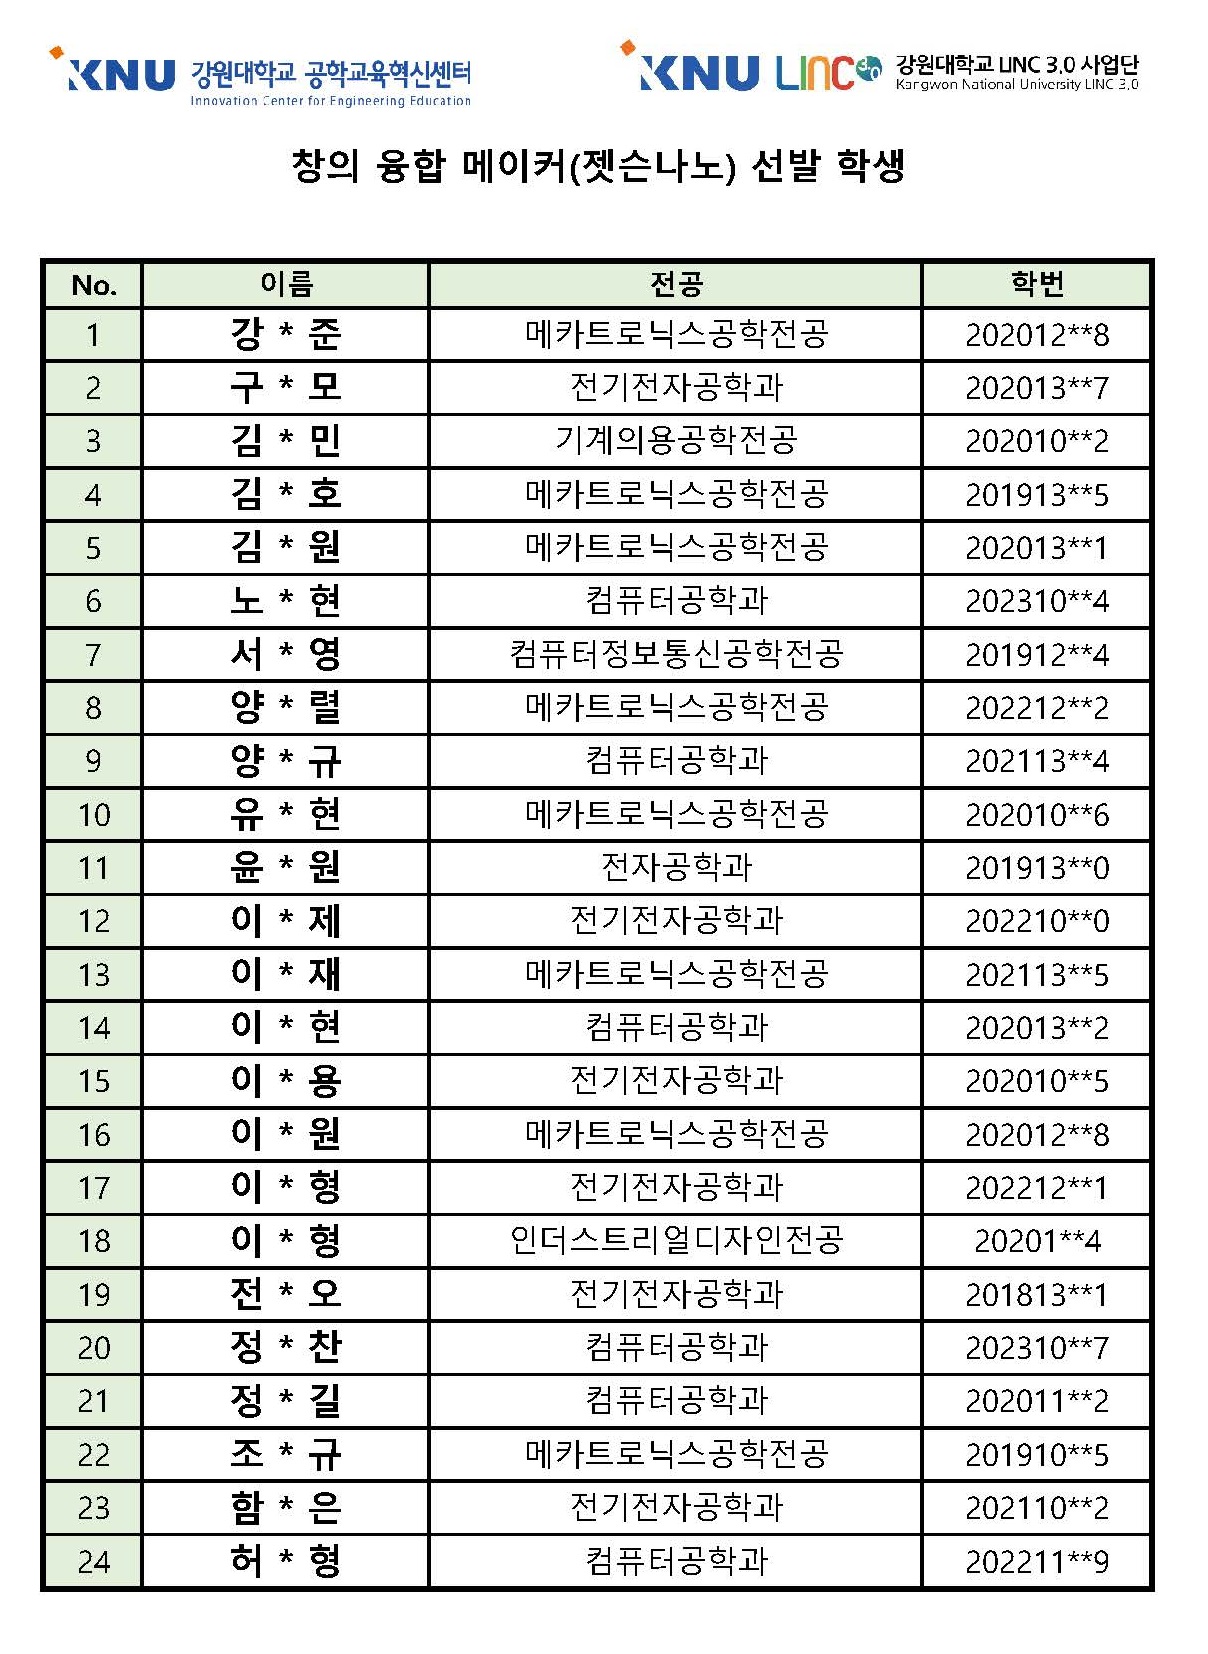 KNU 강원대학교 공학교육혁신센터
Innovation Center for Engineering Education
KNU LINC 3.0 강원대학교 LINC 3.0 사업단
Kangwon National University LINC 3.0
창의 융합 메이커(젯슨나노) 선발 학생
No. 이름 전공 학번
1 강 * 준 메카트로닉스공학전공 202012**8
2 구 * 모 전기전자공학과 202013**7
3 김 * 민 기계의용공학전공 202010**2
4 김 * 호 메카트로닉스공학전공 201913**5
5 김 * 원 메카트로닉스공학전공 202013**1
6 노 * 현 컴퓨터공학과 202310**4
7 서 * 영 컴퓨터정보통신공학전공 201912**4
8 양 * 렬 메카트로닉스공학전공 202212**2
9 양 * 규 컴퓨터공학과 202113**4
10 유 * 현 메카트로닉스공학전공 202010**6
11 윤 * 원 전자공학과 201913**0
12 이 * 제 전기전자공학과 202210**0
13 이 * 재 메카트로닉스공학전공 202113**5
14 이 * 현 컴퓨터공학과 202013**2
15 이 * 용 전기전자공학과 202010**5
16 이 * 원 메카트로닉스공학전공 202012**8
17 이 * 형 전기전자공학과 202212**1
18 이 * 형 인더스트리얼디자인전공 20201**4
19 전 * 오 전기전자공학과 201813**1
20 정 * 찬 컴퓨터공학과 202310**7
21 정 * 길 컴퓨터공학과 202011**2
22 조 * 규 메카트로닉스공학전공 201910**5
23 함 * 은 전기전자공학과 202110**2
24 허 * 형 컴퓨터공학과 202211**9